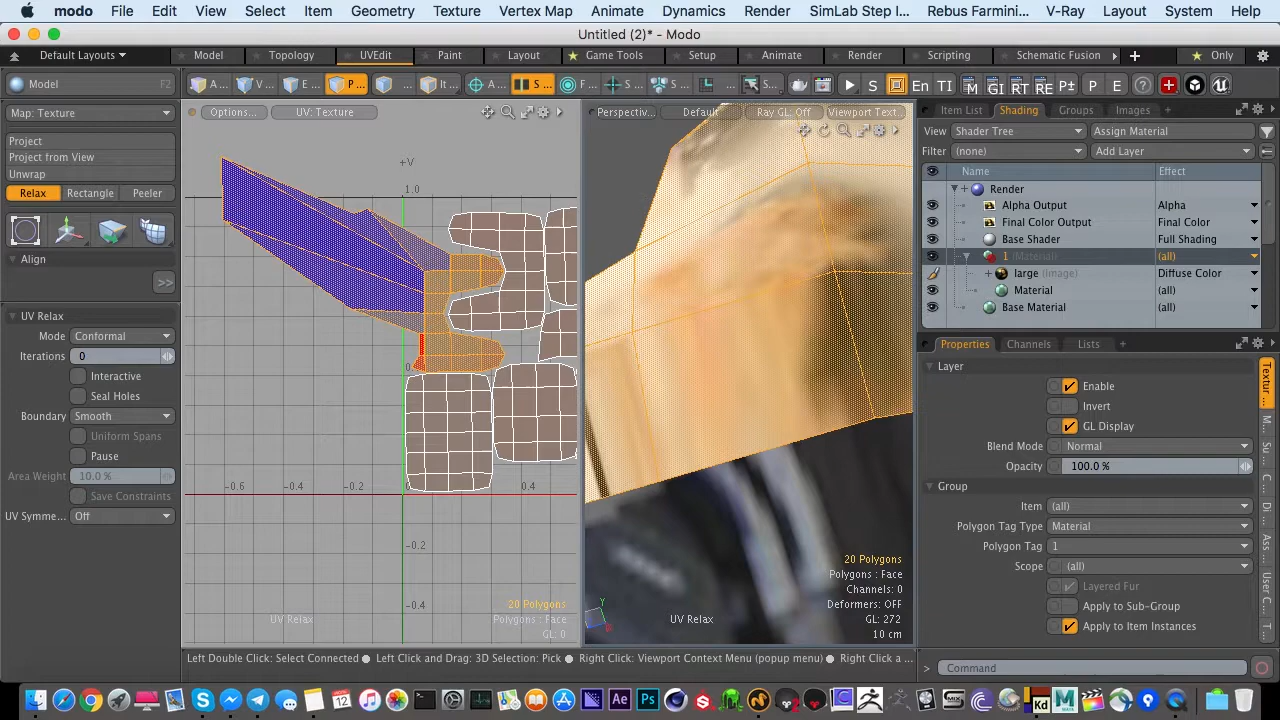 modo File Edit View Select Item Geometry Texture Vertex Map Animate Dynamics Render SimLab Step I... Rebus Farmini... V-Ray Layout System Help
Untitled (2)* - Modo
Default Layouts Model Topology UVEdit Paint Layout Game Tools Setup Animate Render Scripting Schematic Fusion Only
Model F2 A... V... E... P... It... A... S... F... S... S... S... S En TI M GI RT RE P± P E
Map: Texture Options... UV: Texture Perspectiv... Default Ray GL: Off Viewport Text... Item List Shading Groups Images
View Shader Tree Assign Material
Project
Project from View Filter (none) Add Layer
Unwrap +V Name Effect
Relax Rectangle Peeler 1.0 Render
Alpha Output Alpha
Final Color Output Final Color
Base Shader Full Shading
Align 1 (Material) (all)
>> large (Image) Diffuse Color
Material (all)
UV Relax Base Material (all)
Mode Conformal
Iterations 0 Properties Channels Lists
Interactive 0 Layer
Seal Holes Enable
Boundary Smooth Invert
Uniform Spans GL Display
Pause Blend Mode Normal
Area Weight 10.0 % Opacity 100.0 %
Save Constraints -0.6 -0.4 -0.2 0.4 Group
UV Symme... Off Item (all)
Polygon Tag Type Material
-0.2 Polygon Tag 1
20 Polygons Scope (all)
Polygons : Face
Channels: 0 Layered Fur
-0.4 20 Polygons Deformers: OFF Apply to Sub-Group
UV Relax Polygons : Face UV Relax GL: 272 Apply to Item Instances
GL: 0 10 cm
Left Double Click: Select Connected ● Left Click and Drag: 3D Selection: Pick ● Right Click: Viewport Context Menu (popup menu) ● Right Click a ... > Command